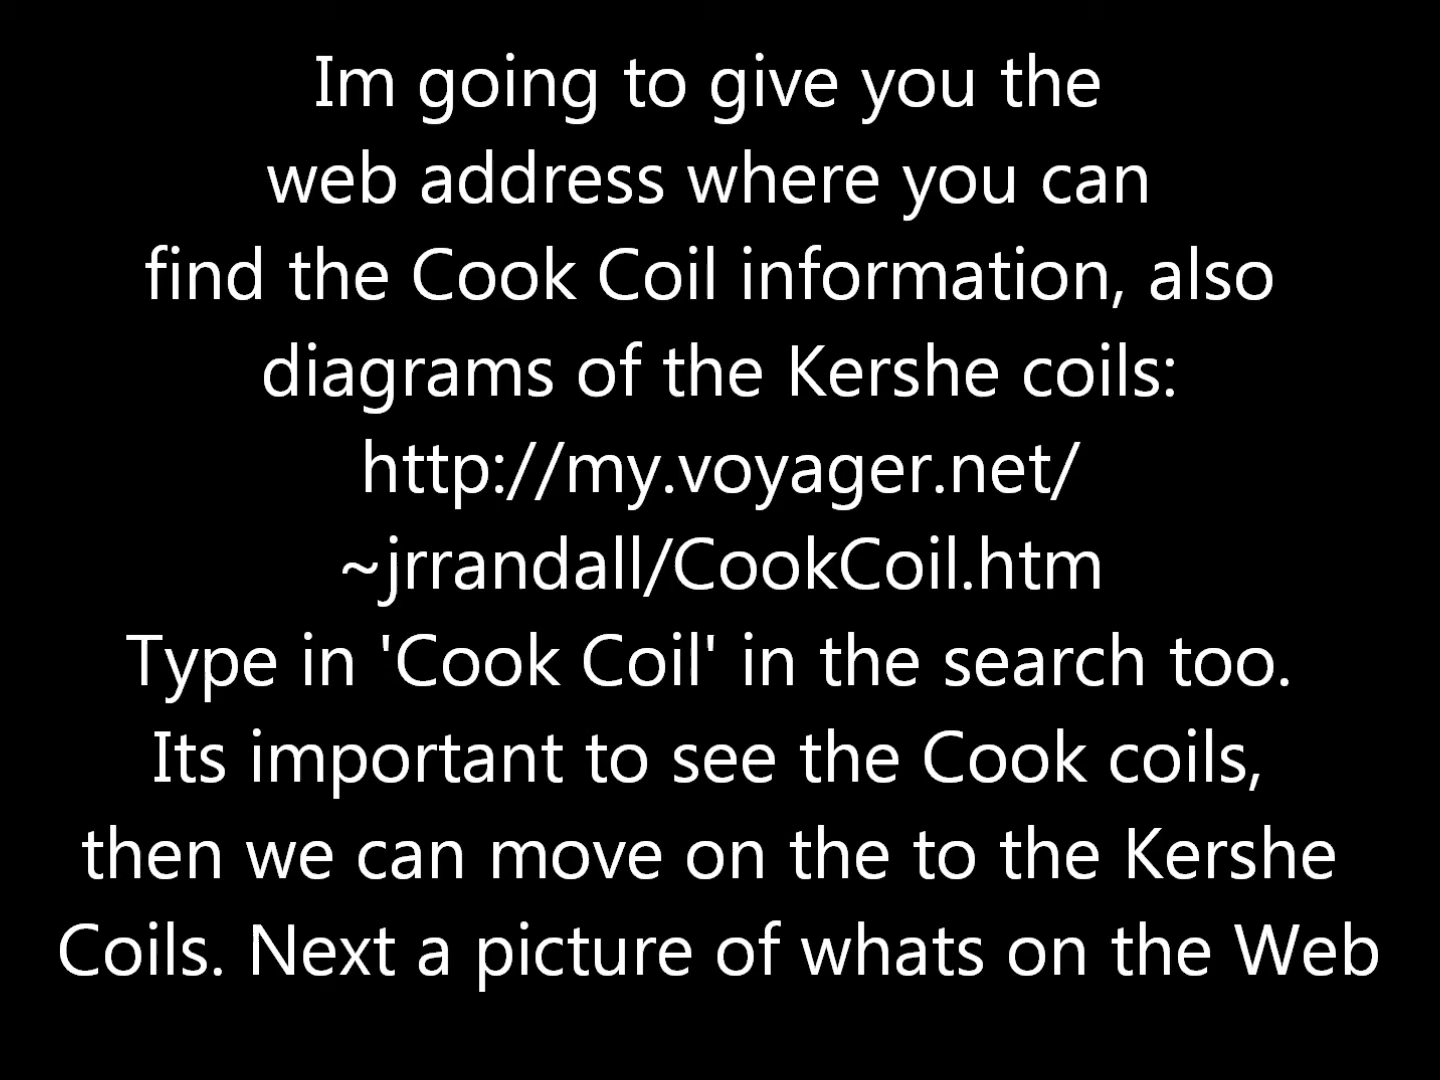 Im going to give you the
web address where you can
find the Cook Coil information, also
diagrams of the Kershe coils:
http://my.voyager.net/
~jrrandall/CookCoil.htm
Type in 'Cook Coil' in the search too.
Its important to see the Cook coils,
then we can move on the to the Kershe
Coils. Next a picture of whats on the Web